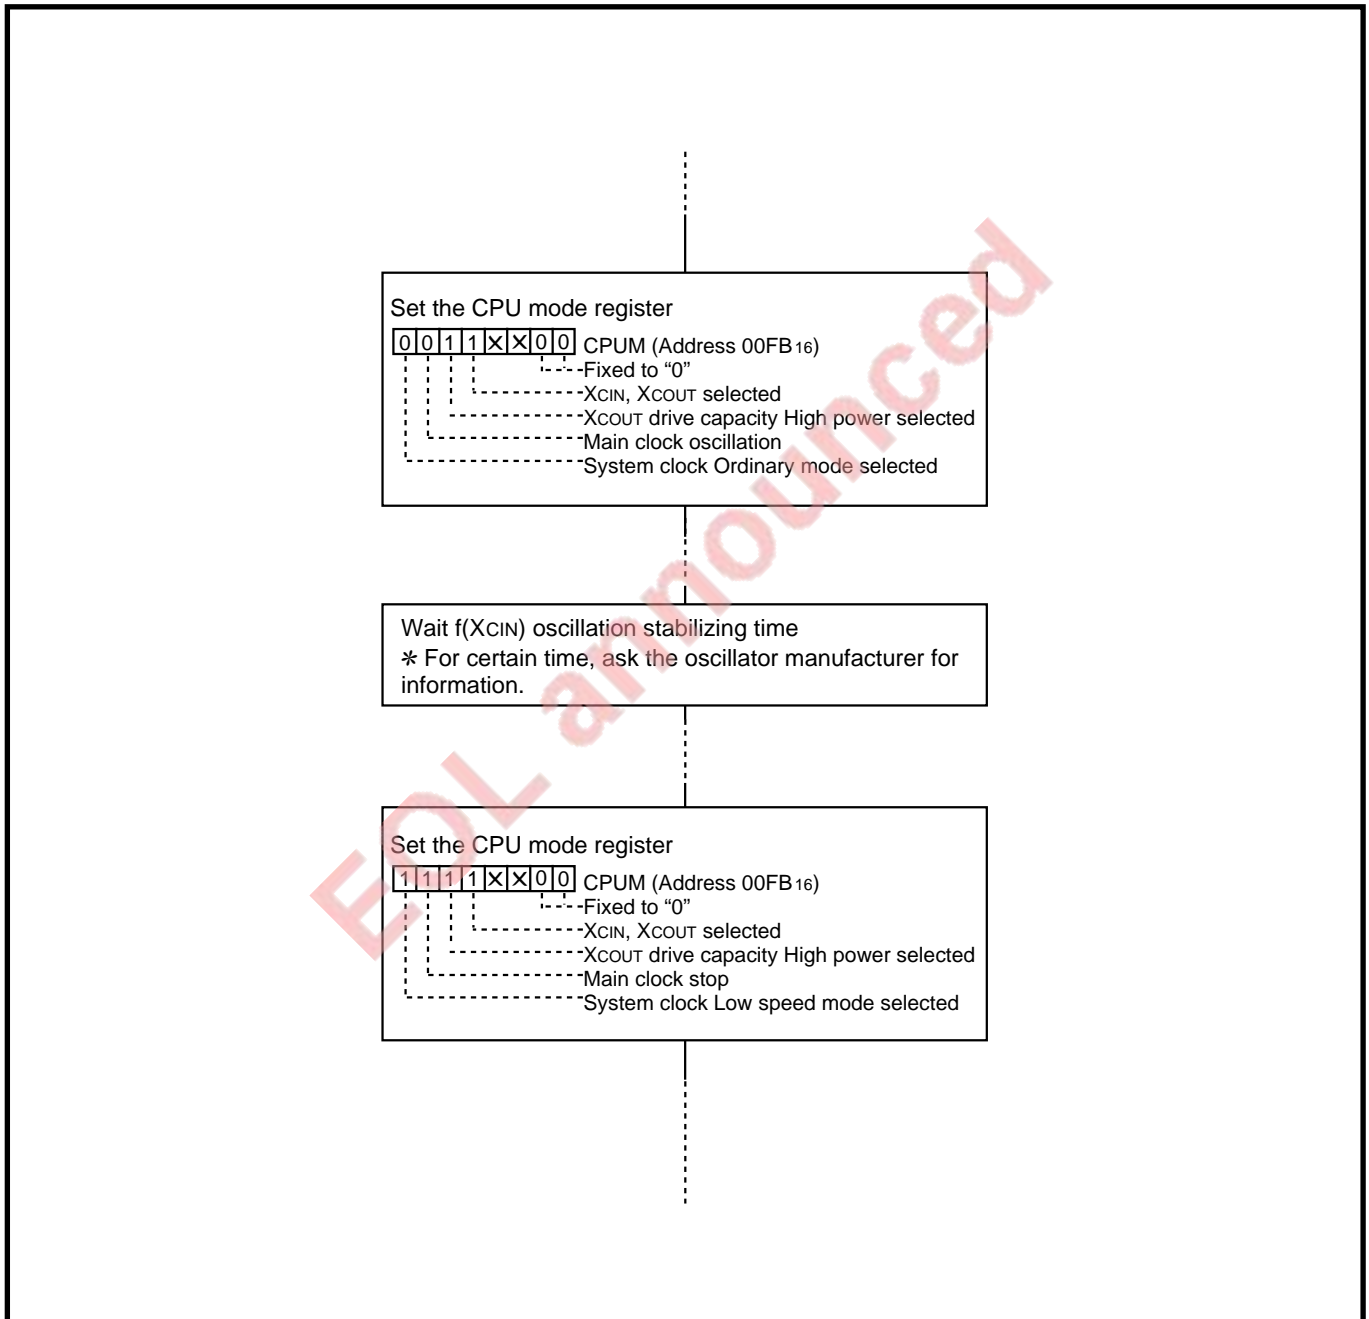 Set the CPU mode register
0 0 1 1 X X 0 0 CPUM (Address 00FB16)
Fixed to “0”
XCIN, XCOUT selected
XCOUT drive capacity High power selected
Main clock oscillation
System clock Ordinary mode selected
Wait f(XCIN) oscillation stabilizing time
* For certain time, ask the oscillator manufacturer for
information.
Set the CPU mode register
1 1 1 1 X X 0 0 CPUM (Address 00FB16)
Fixed to “0”
XCIN, XCOUT selected
XCOUT drive capacity High power selected
Main clock stop
System clock Low speed mode selected
EOL announced